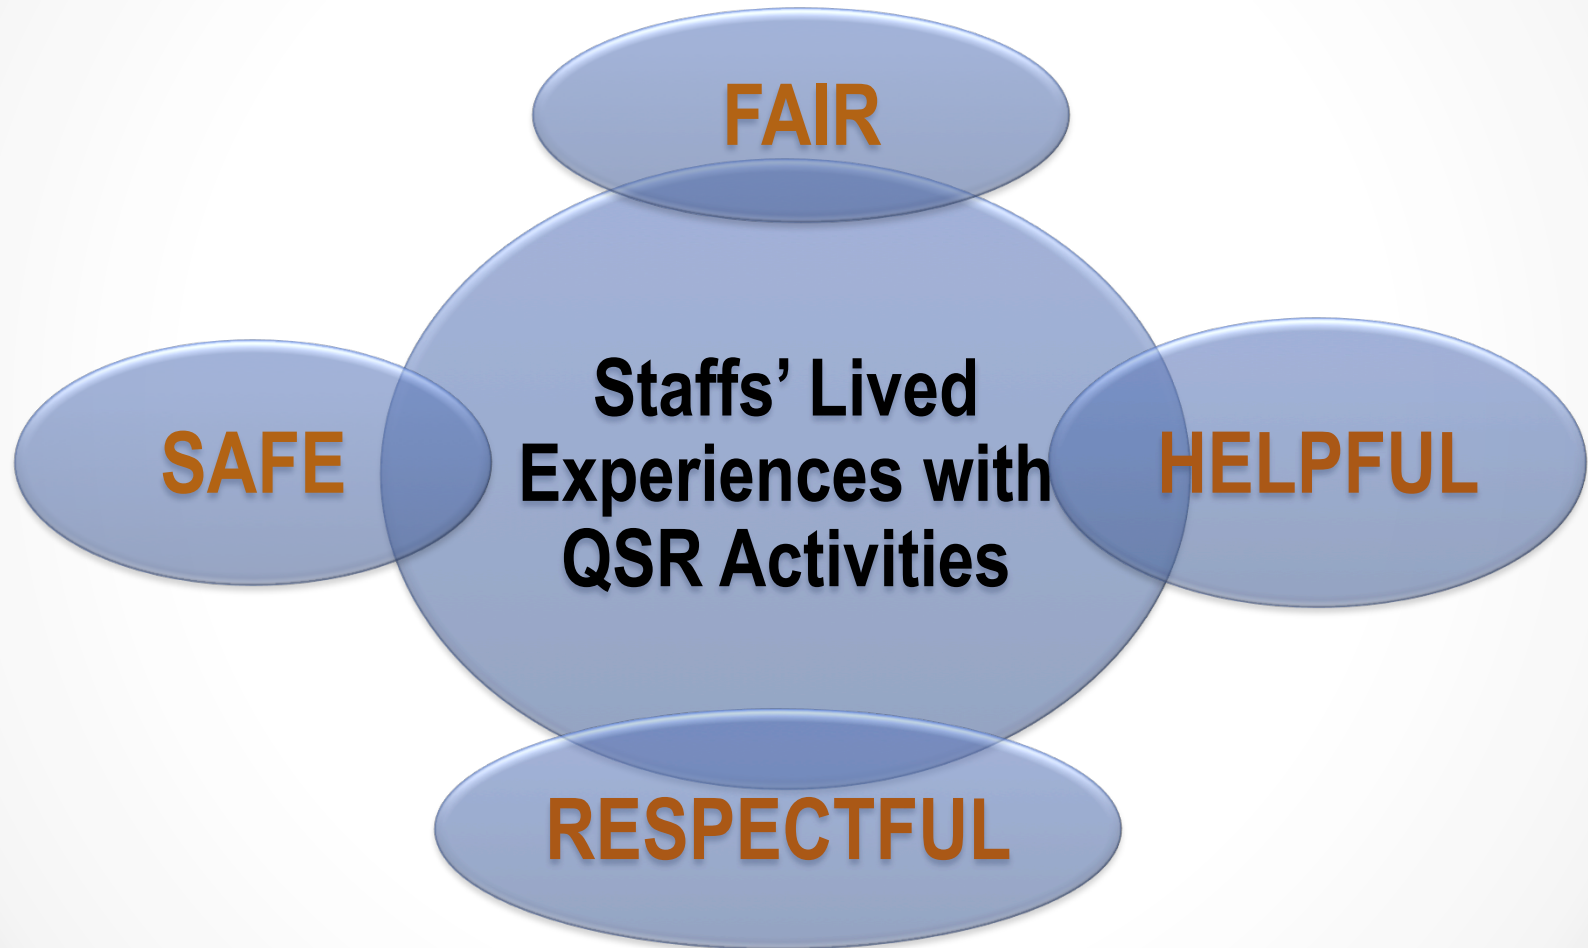 FAIR
SAFE
Staffs’ Lived
Experiences with
QSR Activities
HELPFUL
RESPECTFUL